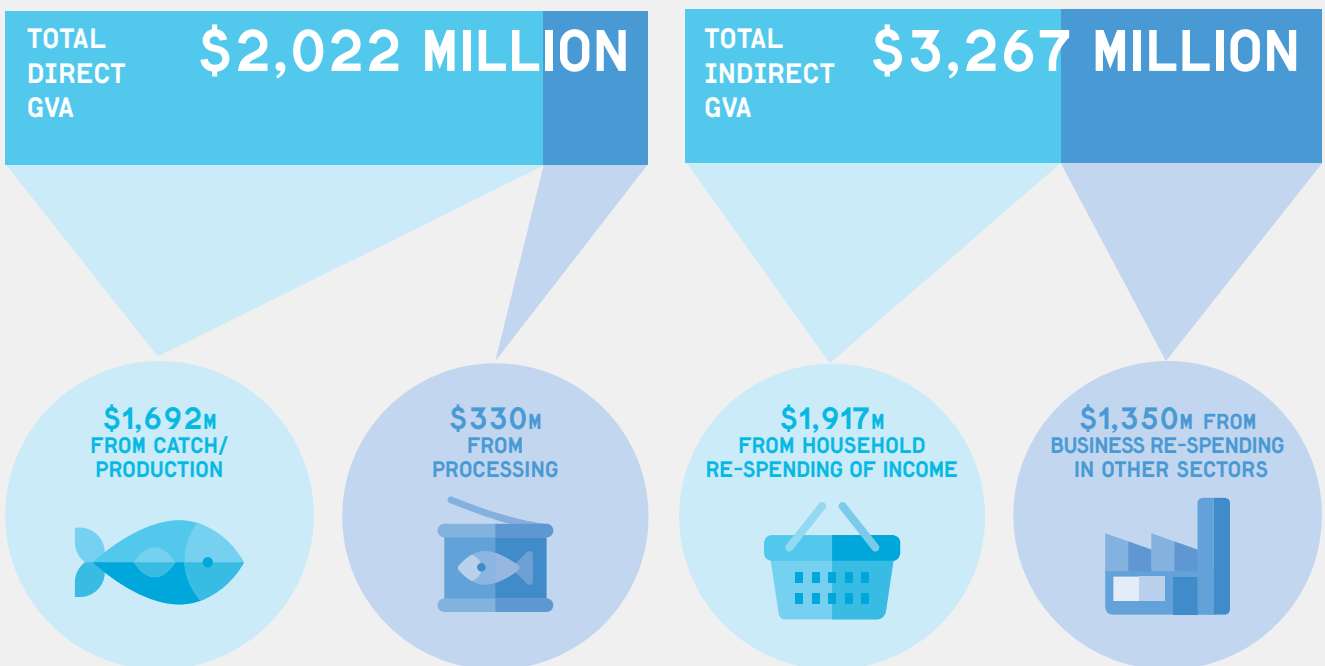 TOTAL
DIRECT
GVA
$2,022 MILLION
TOTAL
INDIRECT
GVA
$3,267 MILLION
$1,692M
FROM CATCH/
PRODUCTION
$330M
FROM
PROCESSING
$1,917M
FROM HOUSEHOLD
RE-SPENDING OF INCOME
$1,350M FROM
BUSINESS RE-SPENDING
IN OTHER SECTORS